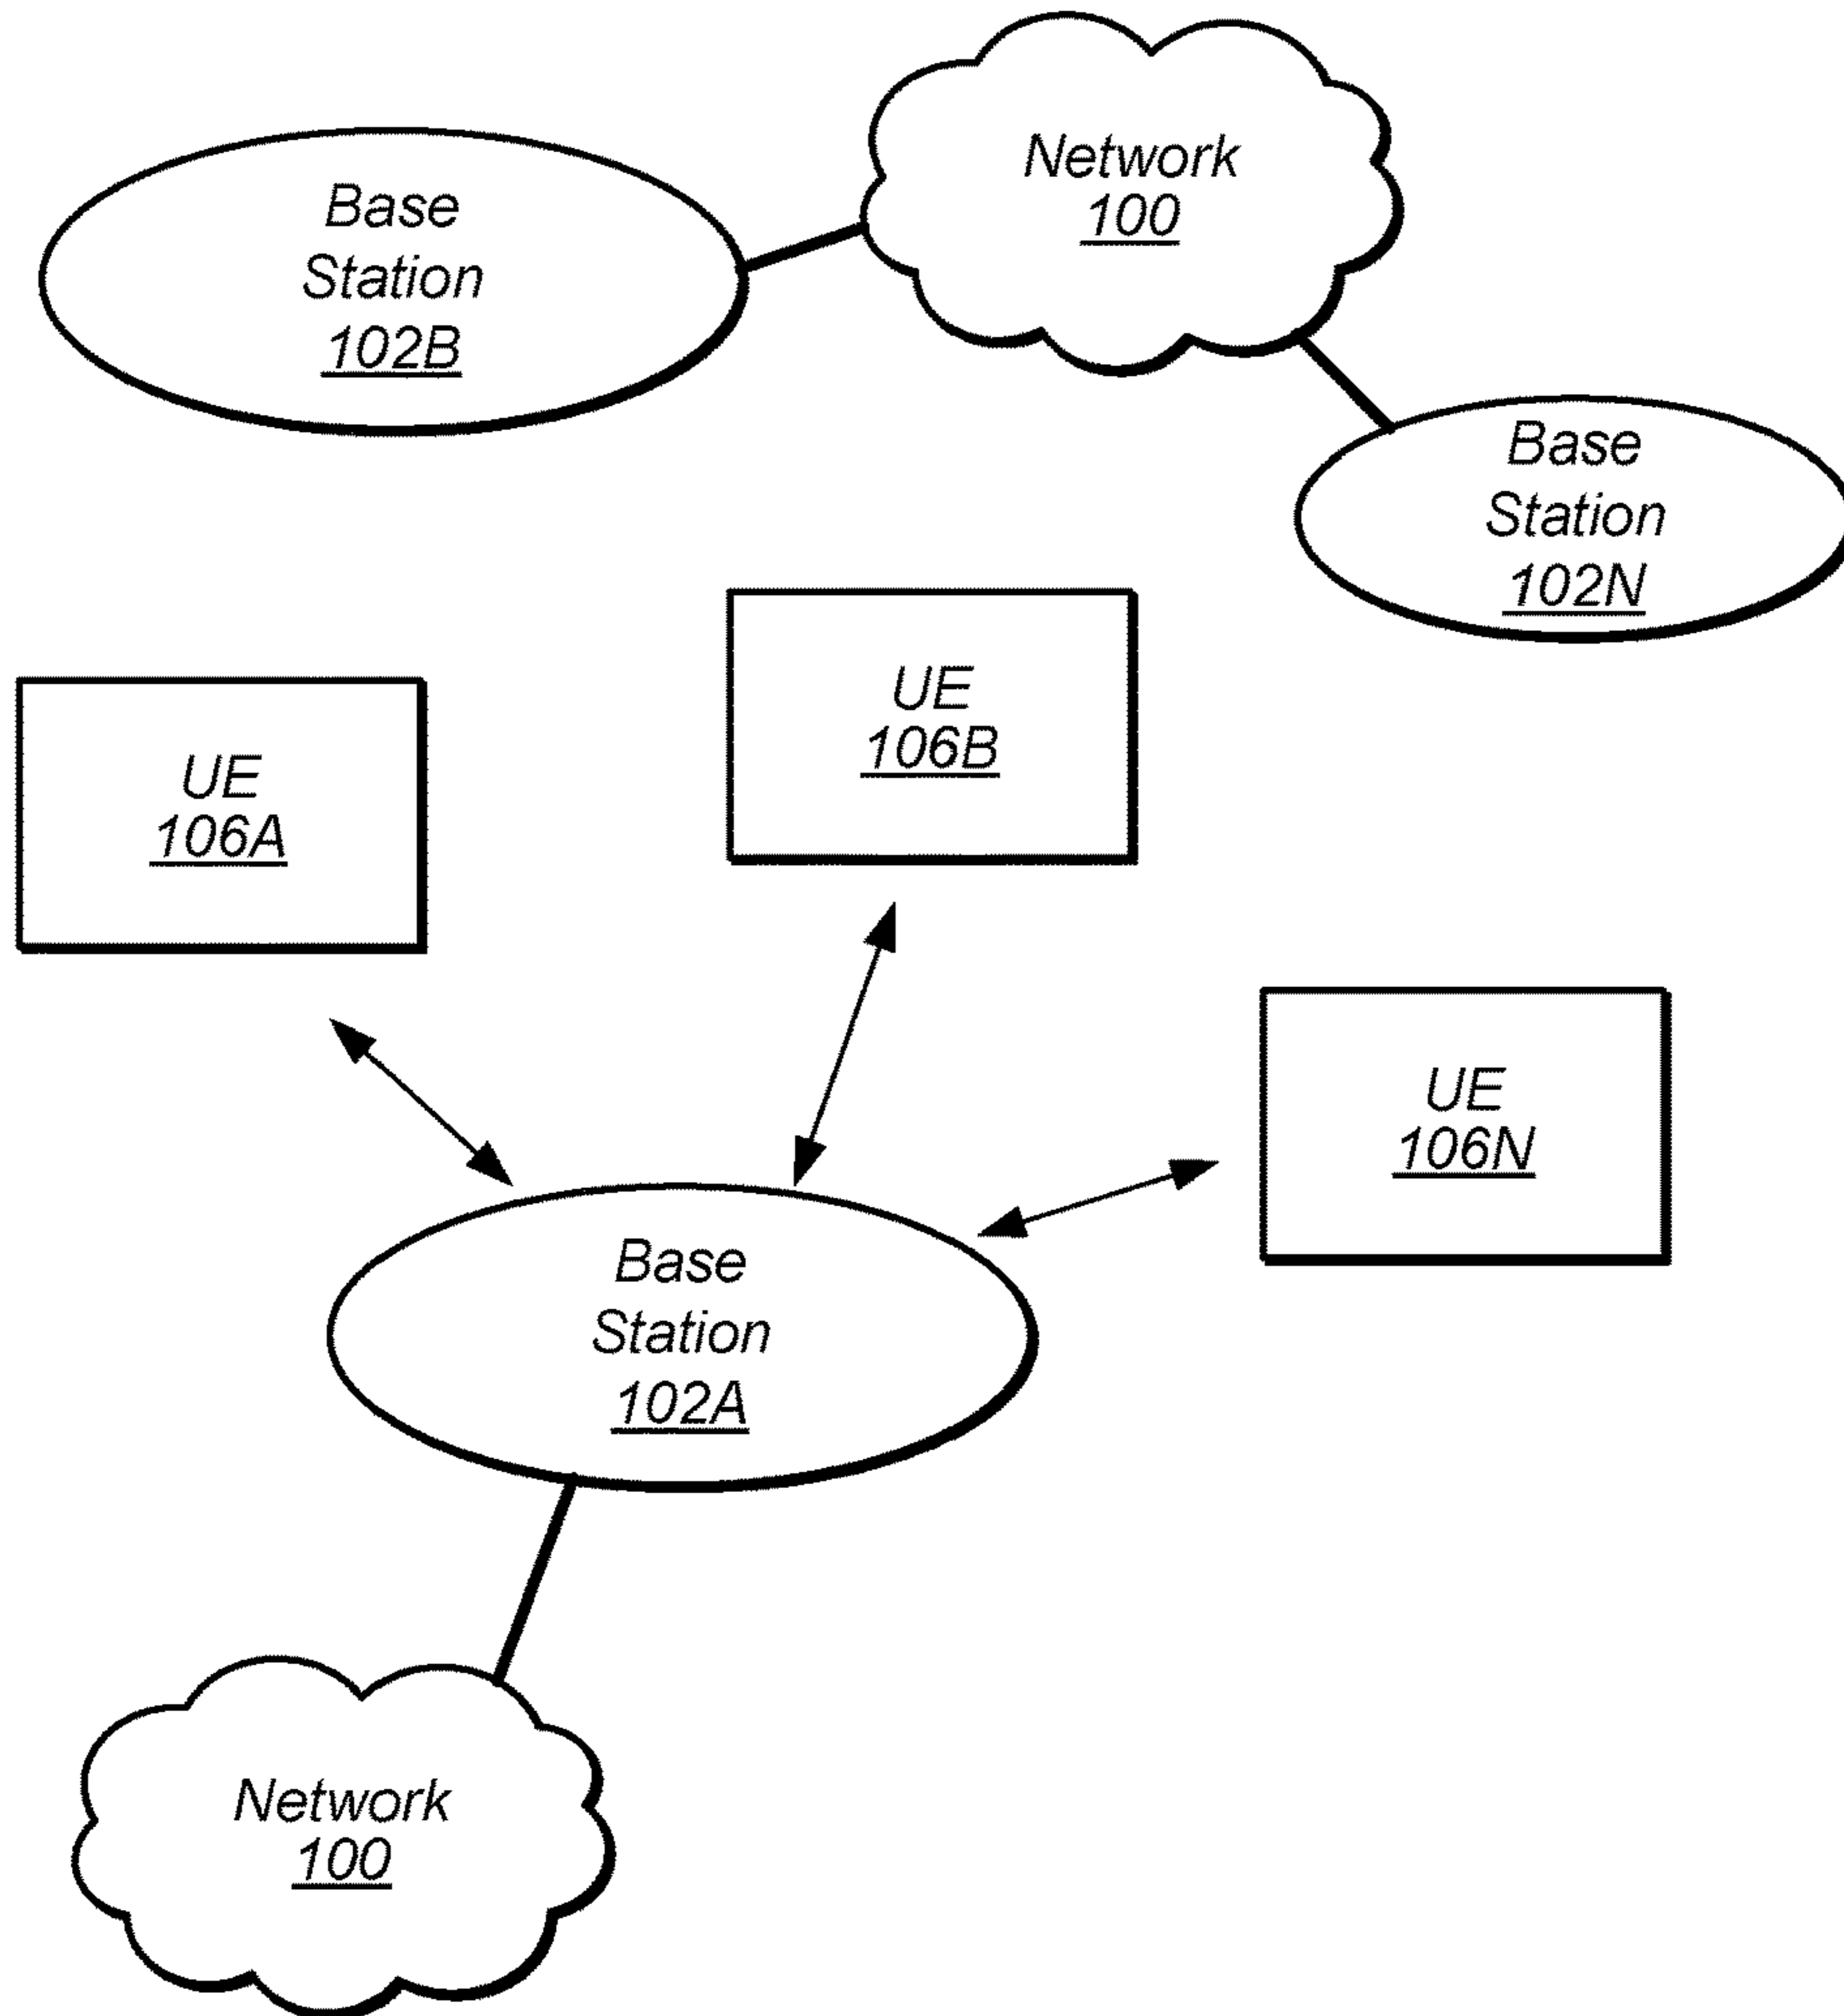 Network
100
Base
Station
102B
Base
Station
102N
UE
106B
UE
106A
UE
106N
Base
Station
102A
Network
100